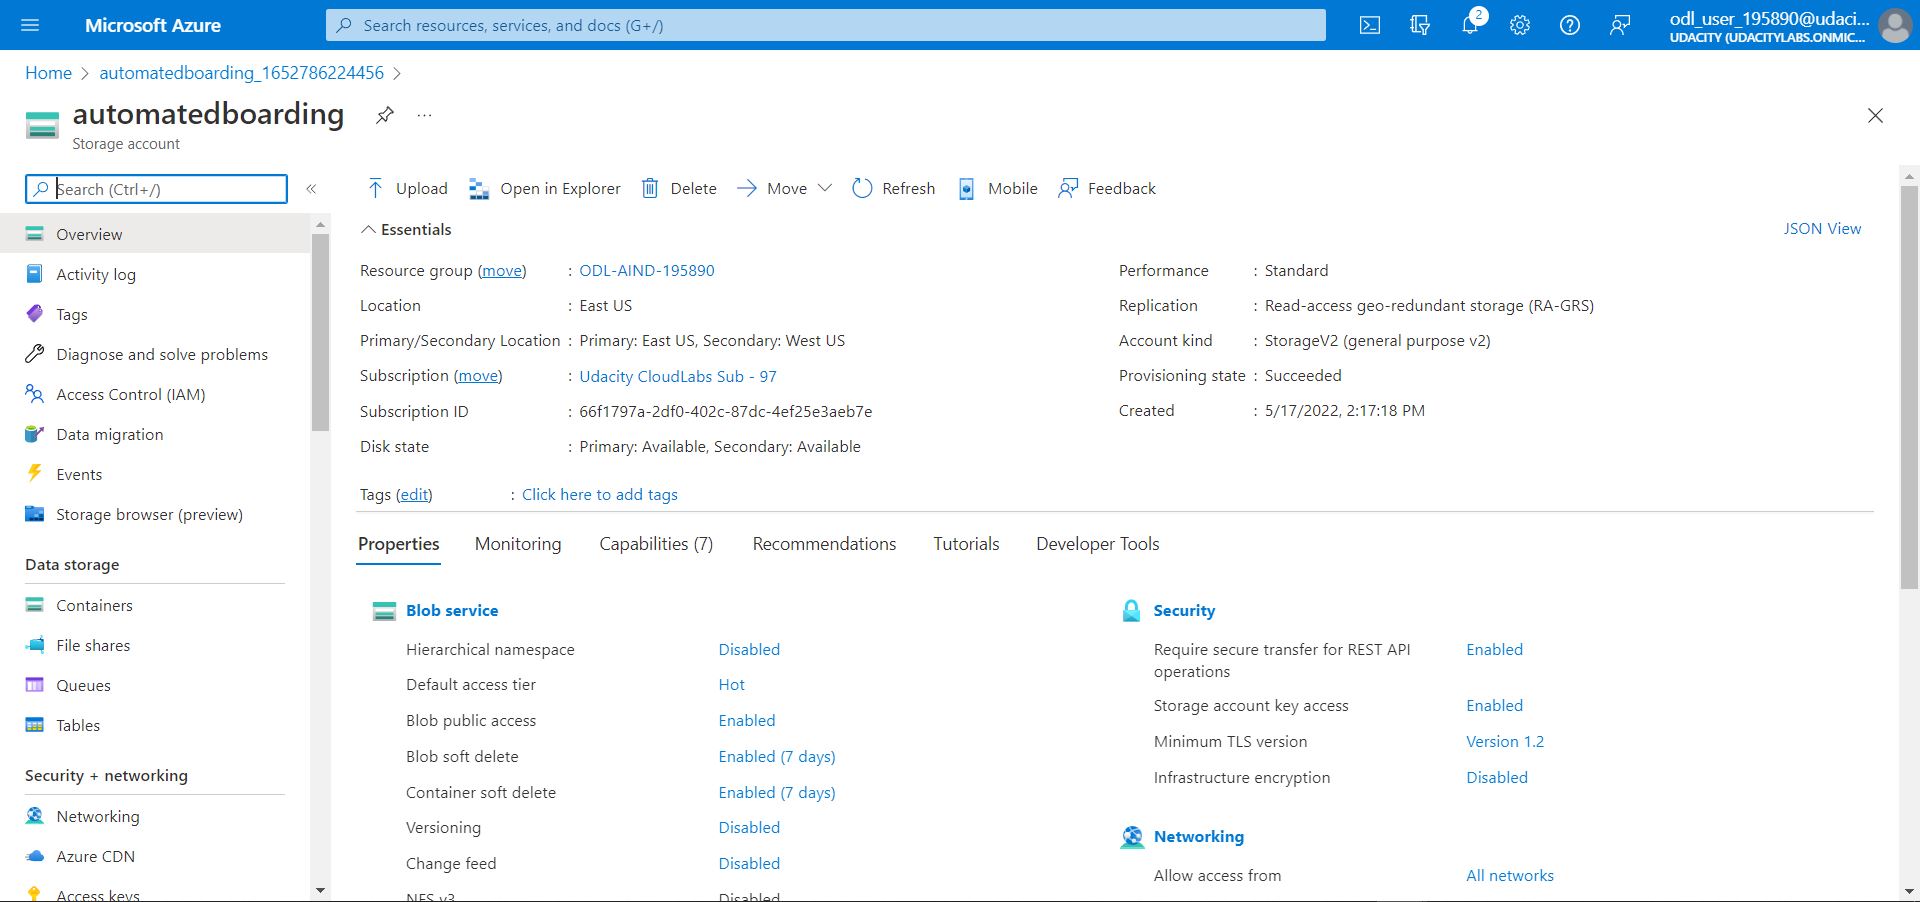 Microsoft Azure
Search resources, services, and docs (G+/)
2
odl_user_195890@udaci...
UDACITY (UDACITYLABS.ONMIC...
Home > automatedboarding_1652786224456 >
automatedboarding
...
Storage account
Search (Ctrl+/)
«
Overview
Activity log
Tags
Diagnose and solve problems
Access Control (IAM)
Data migration
Events
Storage browser (preview)
Data storage
Containers
File shares
Queues
Tables
Security + networking
Networking
Azure CDN
Access keys
Upload Open in Explorer Delete Move Refresh Mobile Feedback
Essentials
JSON View
Resource group (move) : ODL-AIND-195890
Location : East US
Primary/Secondary Location : Primary: East US, Secondary: West US
Subscription (move) : Udacity CloudLabs Sub - 97
Subscription ID : 66f1797a-2df0-402c-87dc-4ef25e3aeb7e
Disk state : Primary: Available, Secondary: Available
Performance : Standard
Replication : Read-access geo-redundant storage (RA-GRS)
Account kind : StorageV2 (general purpose v2)
Provisioning state : Succeeded
Created : 5/17/2022, 2:17:18 PM
Tags (edit) : Click here to add tags
Properties Monitoring Capabilities (7) Recommendations Tutorials Developer Tools
Blob service
Hierarchical namespace Disabled
Default access tier Hot
Blob public access Enabled
Blob soft delete Enabled (7 days)
Container soft delete Enabled (7 days)
Versioning Disabled
Change feed Disabled
NFS v3 Disabled
Security
Require secure transfer for REST API operations Enabled
Storage account key access Enabled
Minimum TLS version Version 1.2
Infrastructure encryption Disabled
Networking
Allow access from All networks